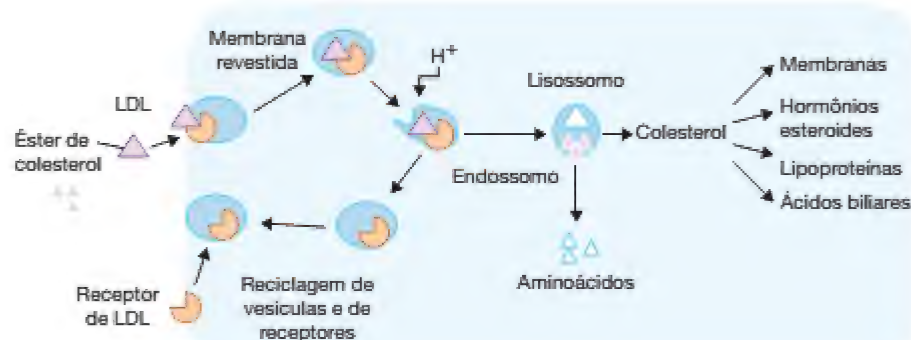 Membrana
revestida
H+
LDL
Lisossomo
Membranas
Éster de
colesterol
Colesterol
Hormônios
esteroides
Endossomo
Lipoproteínas
Ácidos biliares
Receptor
de LDL
Reciclagem de
vesículas e de
receptores
Aminoácidos